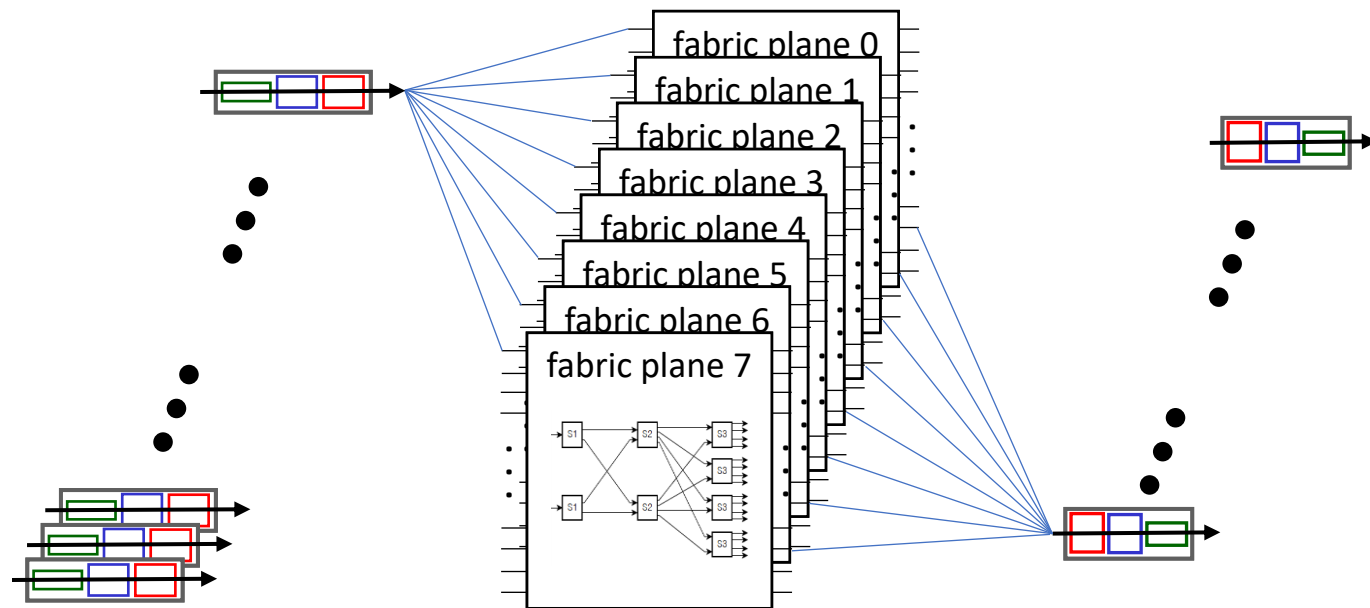 fabric plane 0
fabric plane 1
fabric plane 2
fabric plane 3
fabric plane 4
fabric plane 5
fabric plane 6
fabric plane 7
S1 S2 S3
S3
S1 S2 S3
S3